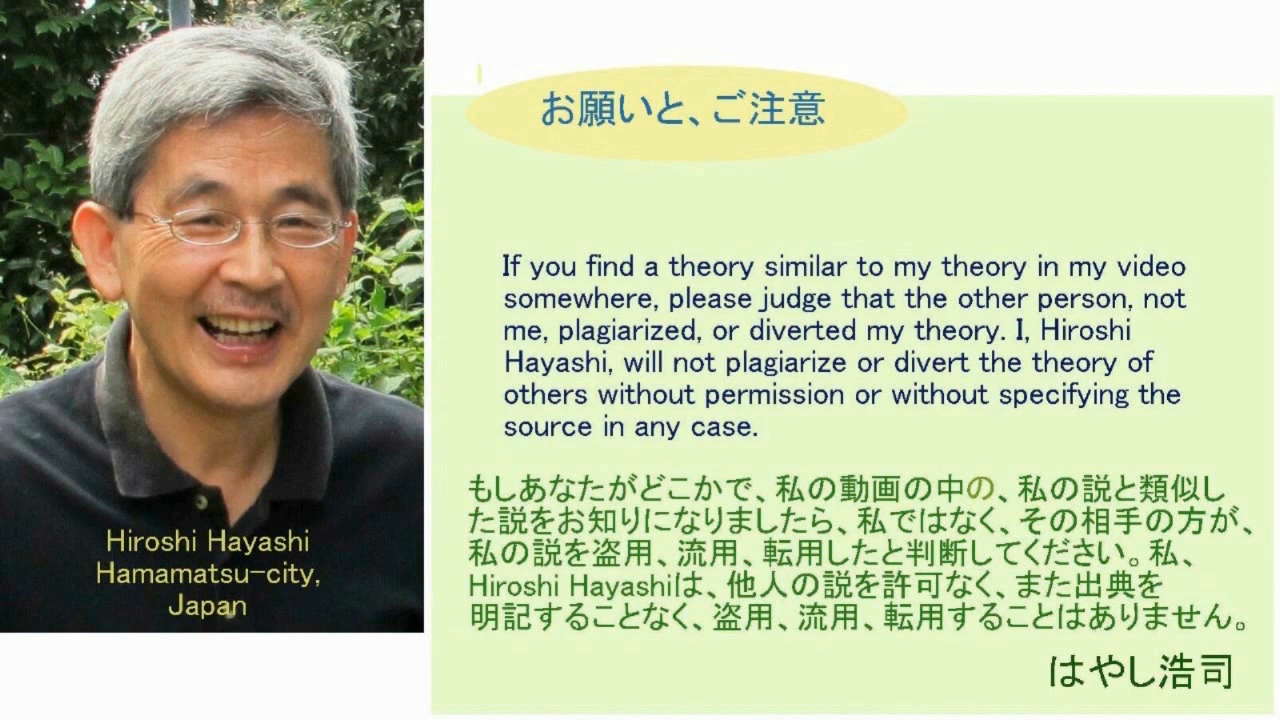 お願いと、ご注意
If you find a theory similar to my theory in my video
somewhere, please judge that the other person, not
me, plagiarized, or diverted my theory. I, Hiroshi
Hayashi, will not plagiarize or divert the theory of
others without permission or without specifying the
source in any case.
もしあなたがどこかで、私の動画の中の、私の説と類似し
た説をお知りになりましたら、私ではなく、その相手の方が、
私の説を盗用、流用、転用したと判断してください。私、
Hiroshi Hayashiは、他人の説を許可なく、また出典を
明記することなく、盗用、流用、転用することはありません。
はやし浩司
Hiroshi Hayashi
Hamamatsu-city,
Japan